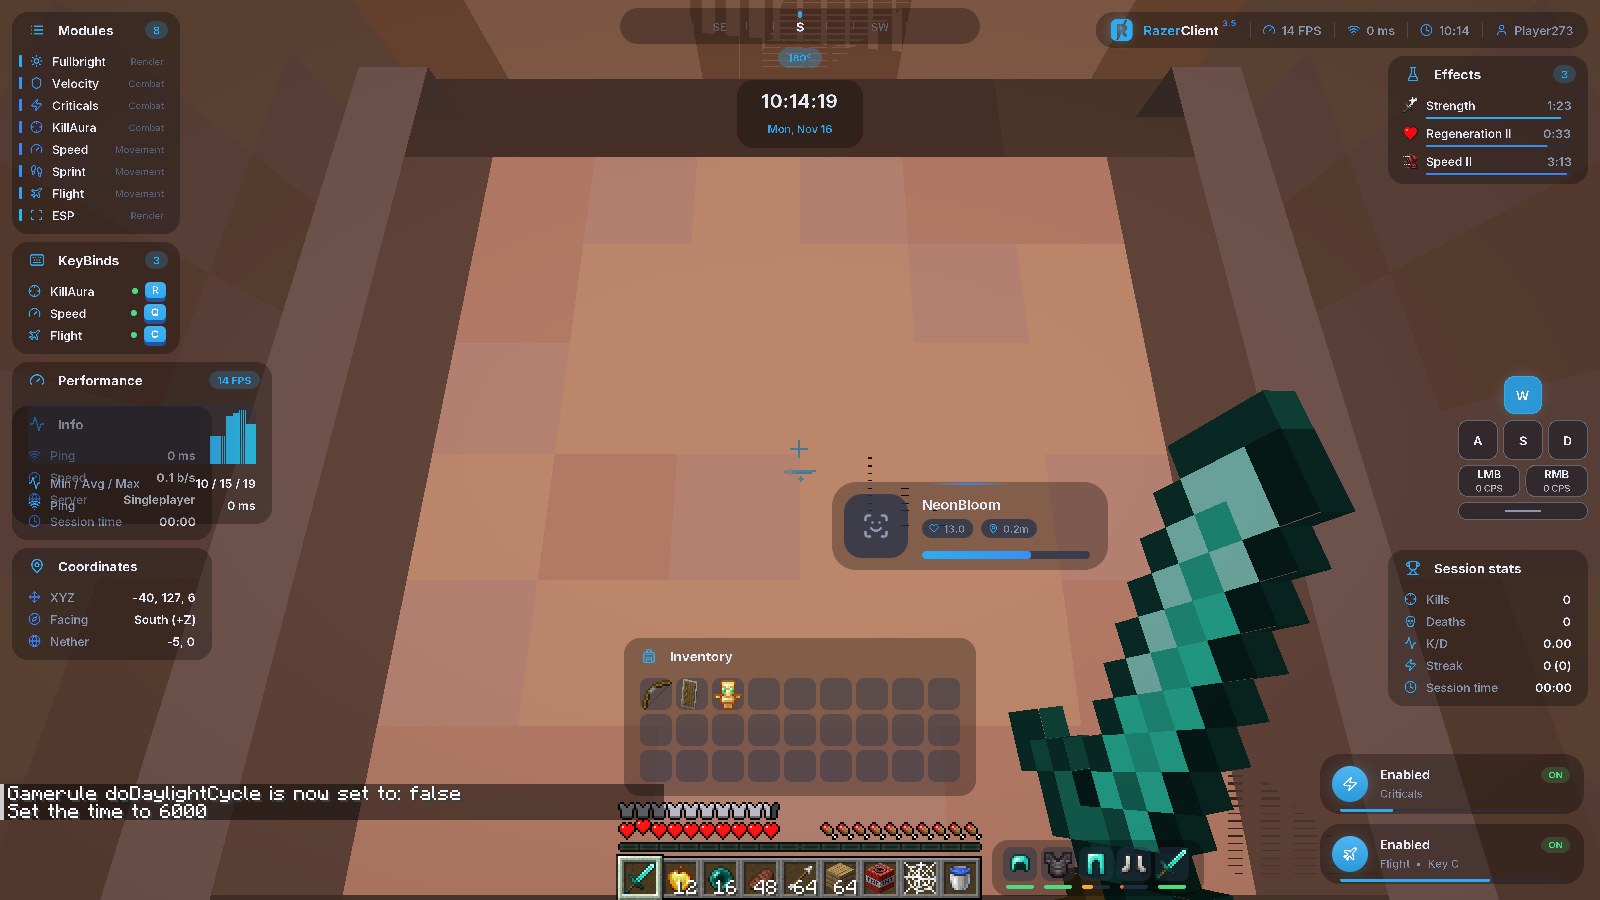 Modules 8
Fullbright Render
Velocity Combat
Criticals Combat
KillAura Combat
Speed Movement
Sprint Movement
Flight Movement
ESP Render
KeyBinds 3
KillAura R
Speed Q
Flight C
Performance 14 FPS
Info
Ping 0 ms
Speed 0.1 b/s
Min / Avg / Max 10 / 15 / 19
Server Singleplayer
Ping 0 ms
Session time 00:00
Coordinates
XYZ -40, 127, 6
Facing South (+Z)
Nether -5, 0
Gamerule doDaylightCycle is now set to: false
Set the time to 6000
SE S SW
180°
10:14:19
Mon, Nov 16
NeonBloom
13.0 0.2m
Inventory
12 16 48 64 64
RazerClient 3.5 14 FPS 0 ms 10:14 Player273
Effects 3
Strength 1:23
Regeneration II 0:33
Speed II 3:13
W
A S D
LMB RMB
0 CPS 0 CPS
Session stats
Kills 0
Deaths 0
K/D 0.00
Streak 0 (0)
Session time 00:00
Enabled ON
Criticals
Enabled ON
Flight • Key C